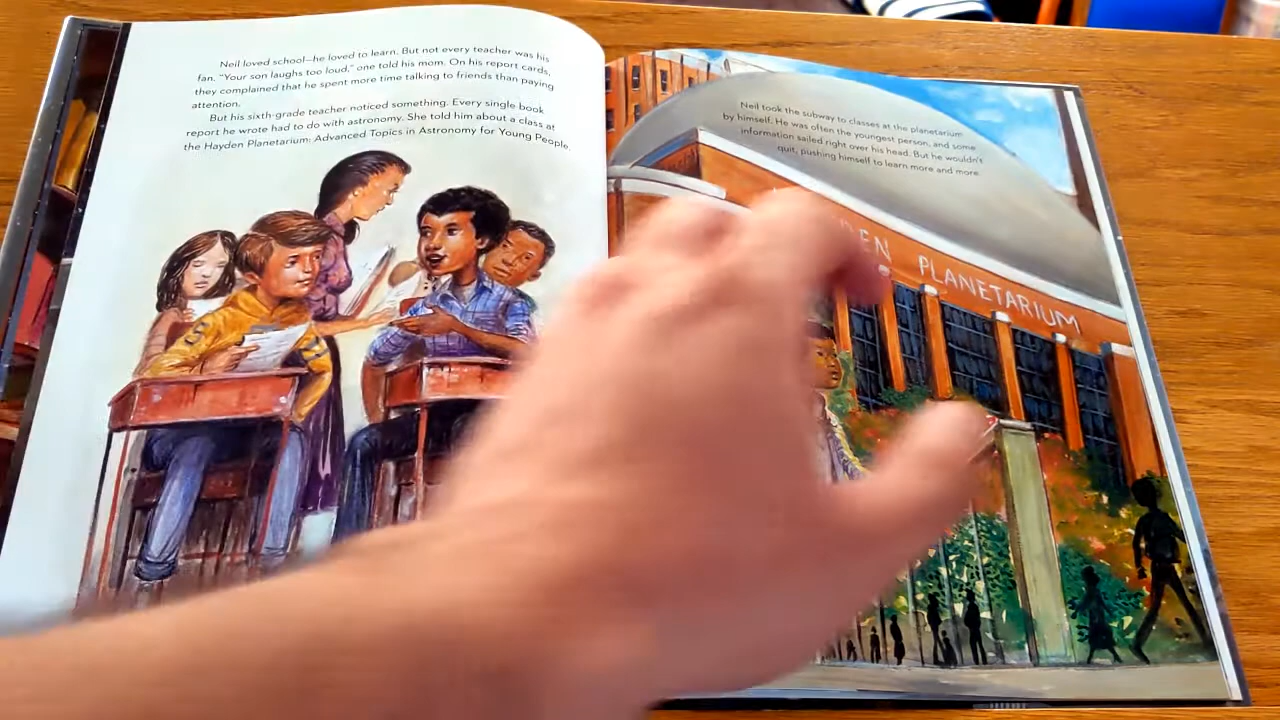 Neil loved school—he loved to learn. But not every teacher was his
fan. "Your son laughs too loud," one told his mom. On his report cards,
they complained that he spent more time talking to friends than paying
attention.
But his sixth-grade teacher noticed something. Every single book
report he wrote had to do with astronomy. She told him about a class at
the Hayden Planetarium: Advanced Topics in Astronomy for Young People.
Neil took the subway to classes at the planetarium
by himself. He was often the youngest person, and some
information sailed right over his head. But he wouldn't
quit, pushing himself to learn more and more.
DEN PLANETARIUM